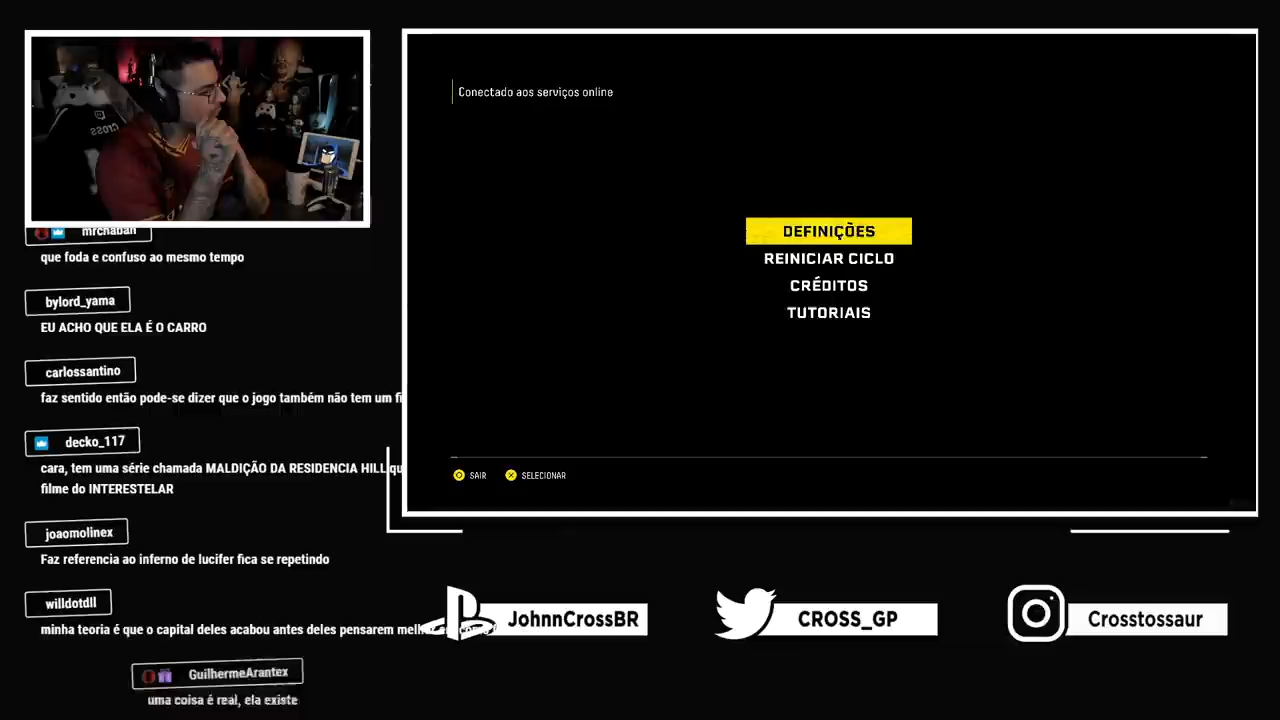 Conectado aos serviços online
DEFINIÇÕES
REINICIAR CICLO
CRÉDITOS
TUTORIAIS
SAIR
SELECIONAR
mrchaban
que foda e confuso ao mesmo tempo
bylord_yama
EU ACHO QUE ELA É O CARRO
carlossantino
faz sentido então pode-se dizer que o jogo também não tem um fi
decko_117
cara, tem uma série chamada MALDIÇÃO DA RESIDENCIA HILL qu
filme do INTERESTELAR
joaomolinex
Faz referencia ao inferno de lucifer fica se repetindo
willdotdll
minha teoria é que o capital deles acabou antes deles pensarem
GuilhermeArantex
uma coisa é real, ela existe
JohnnCrossBR
CROSS_GP
Crosstossaur